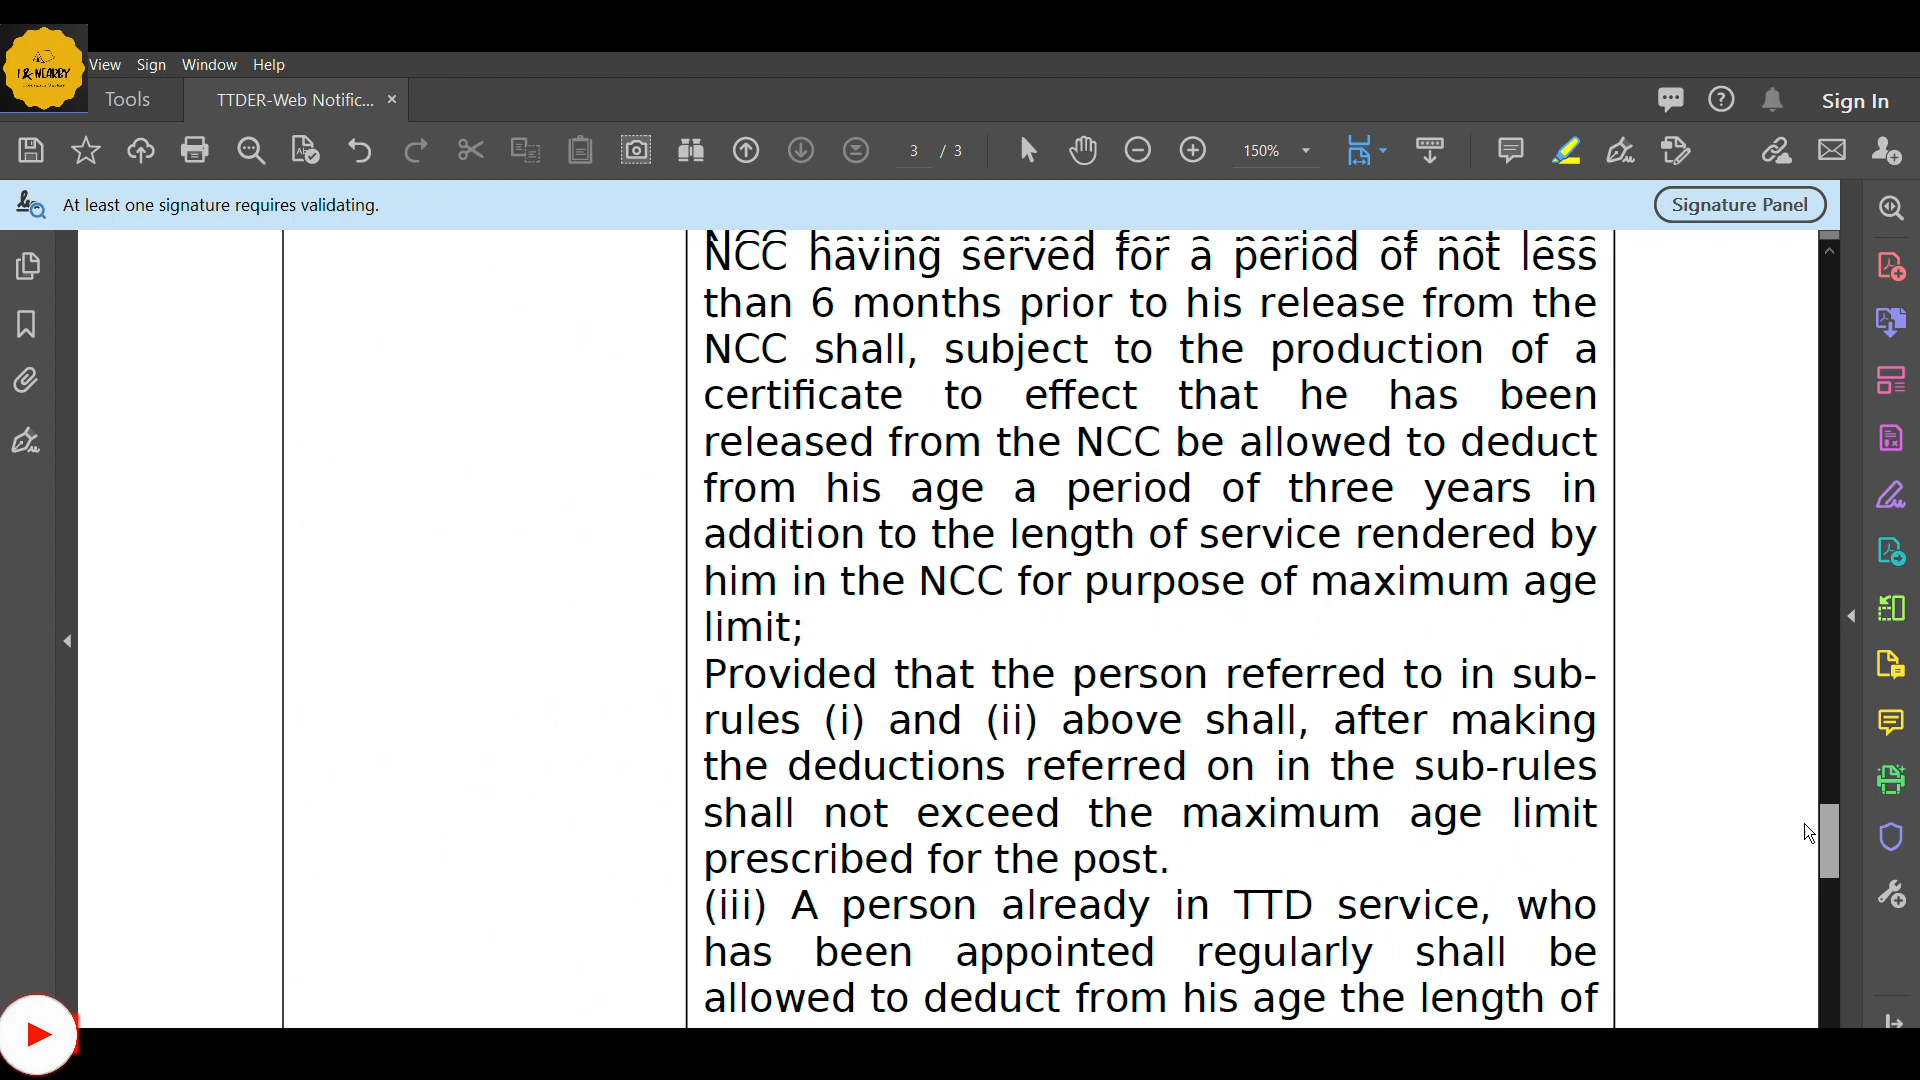 I & NEARBY
View Sign Window Help
Tools TTDER-Web Notific... × Sign In
3 / 3 150%
At least one signature requires validating. Signature Panel
NCC having served for a period of not less
than 6 months prior to his release from the
NCC shall, subject to the production of a
certificate to effect that he has been
released from the NCC be allowed to deduct
from his age a period of three years in
addition to the length of service rendered by
him in the NCC for purpose of maximum age
limit;
Provided that the person referred to in sub-
rules (i) and (ii) above shall, after making
the deductions referred on in the sub-rules
shall not exceed the maximum age limit
prescribed for the post.
(iii) A person already in TTD service, who
has been appointed regularly shall be
allowed to deduct from his age the length of